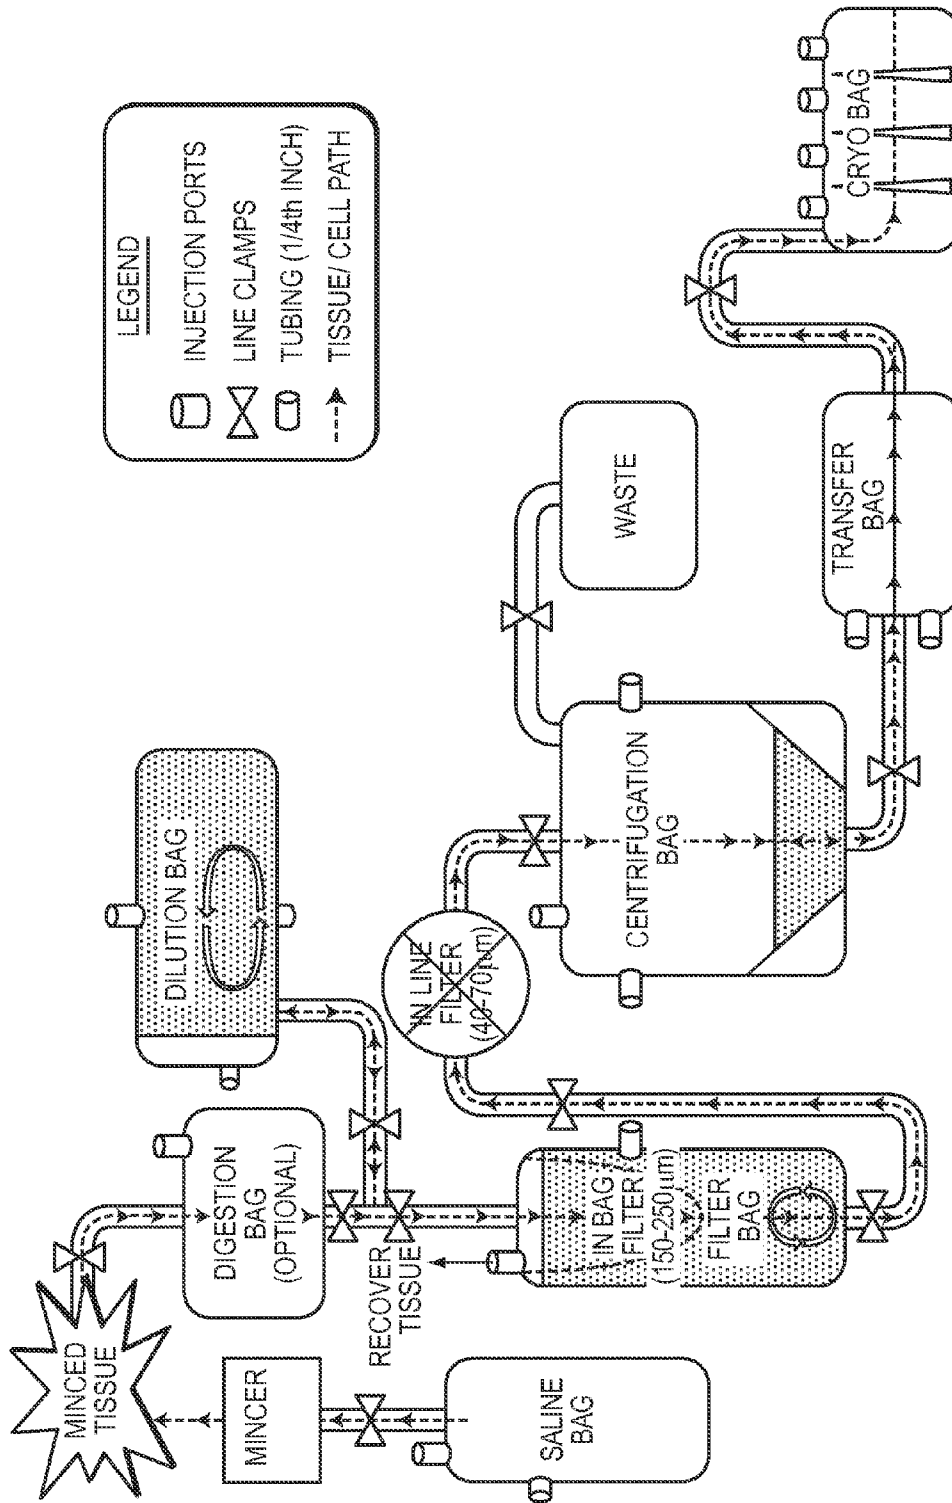 LEGEND
INJECTION PORTS
LINE CLAMPS
TUBING (1/4th INCH)
TISSUE/ CELL PATH
MINCED
TISSUE
MINCER
SALINE
BAG
DIGESTION
BAG
(OPTIONAL)
RECOVER
TISSUE
DILUTION BAG
IN BAG
FILTER
(150-250µm)
FILTER
BAG
IN LINE
FILTER
(40-70µm)
CENTRIFUGATION
BAG
WASTE
TRANSFER
BAG
CRYO BAG